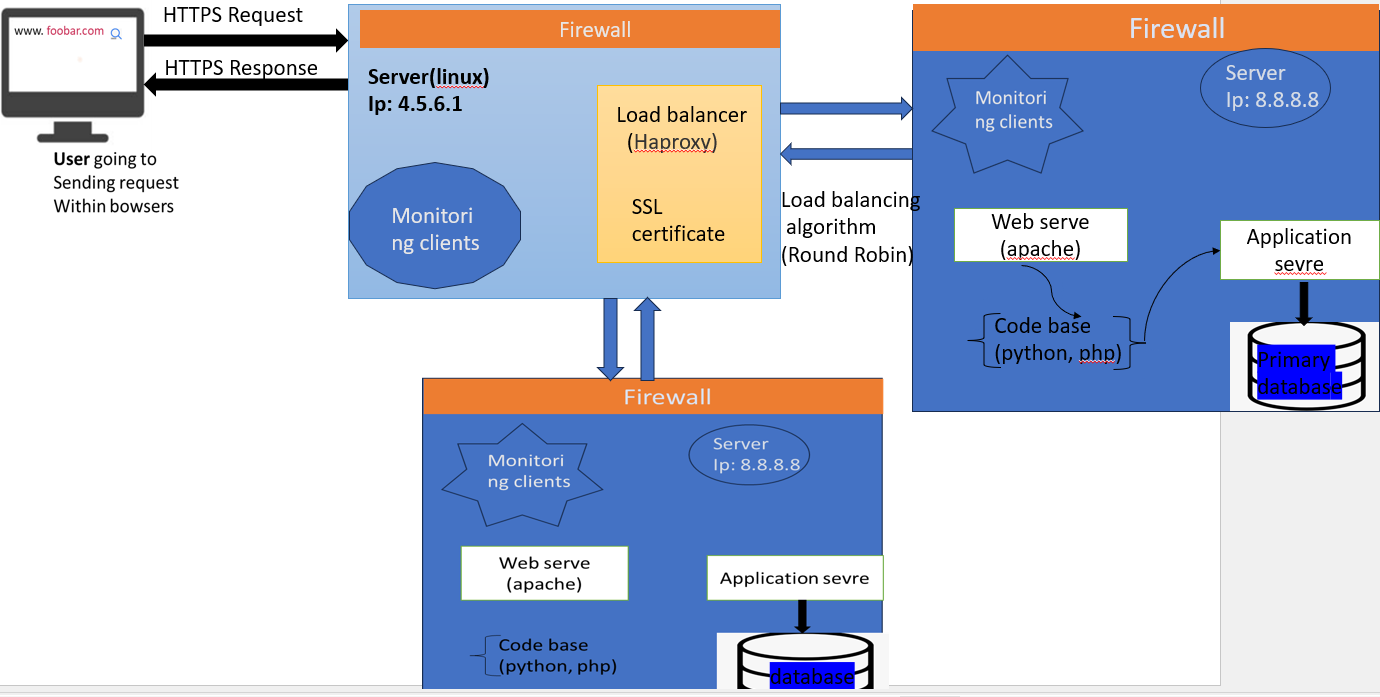 www. foobar.com
HTTPS Request
HTTPS Response
User going to
Sending request
Within bowsers
Firewall
Server(linux)
Ip: 4.5.6.1
Load balancer
(Haproxy)
SSL
certificate
Monitori
ng clients
Load balancing
algorithm
(Round Robin)
Firewall
Monitori
ng clients
Server
Ip: 8.8.8.8
Web serve
(apache)
Application
sevre
Code base
(python, php)
Primary
database
Firewall
Monitori
ng clients
Server
Ip: 8.8.8.8
Web serve
(apache)
Application sevre
Code base
(python, php)
database